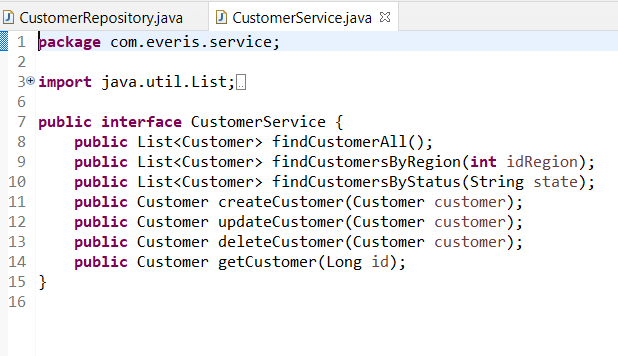 CustomerRepository.java CustomerService.java
1 package com.everis.service;
2
3 import java.util.List;
6
7 public interface CustomerService {
8 public List<Customer> findCustomerAll();
9 public List<Customer> findCustomersByRegion(int idRegion);
10 public List<Customer> findCustomersByStatus(String state);
11 public Customer createCustomer(Customer customer);
12 public Customer updateCustomer(Customer customer);
13 public Customer deleteCustomer(Customer customer);
14 public Customer getCustomer(Long id);
15 }
16